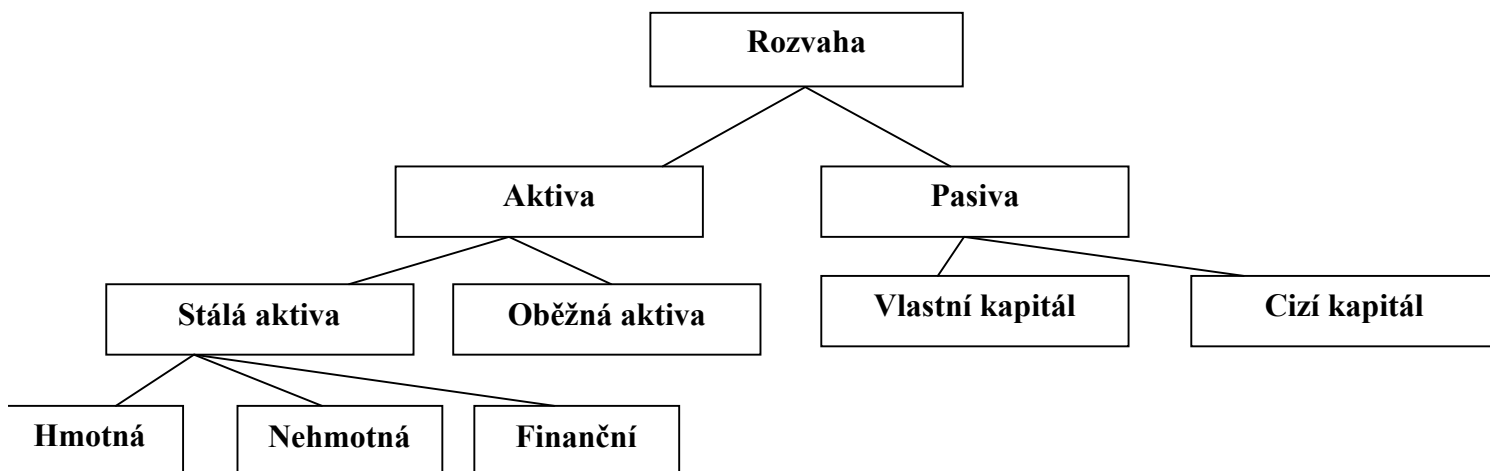 Rozvaha
Aktiva
Pasiva
Stálá aktiva
Oběžná aktiva
Vlastní kapitál
Cizí kapitál
Hmotná
Nehmotná
Finanční